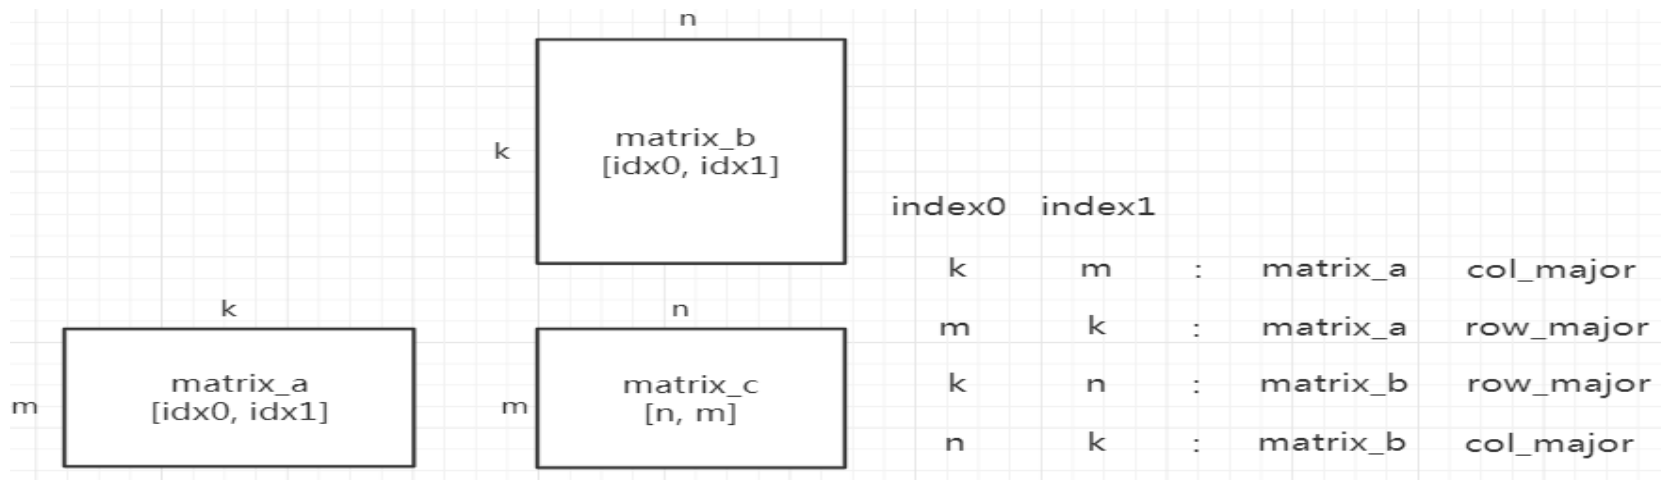 n
k
matrix_b
[idx0, idx1]
k
m
matrix_a
[idx0, idx1]
n
m
matrix_c
[n, m]
index0 index1
k m : matrix_a col_major
m k : matrix_a row_major
k n : matrix_b row_major
n k : matrix_b col_major